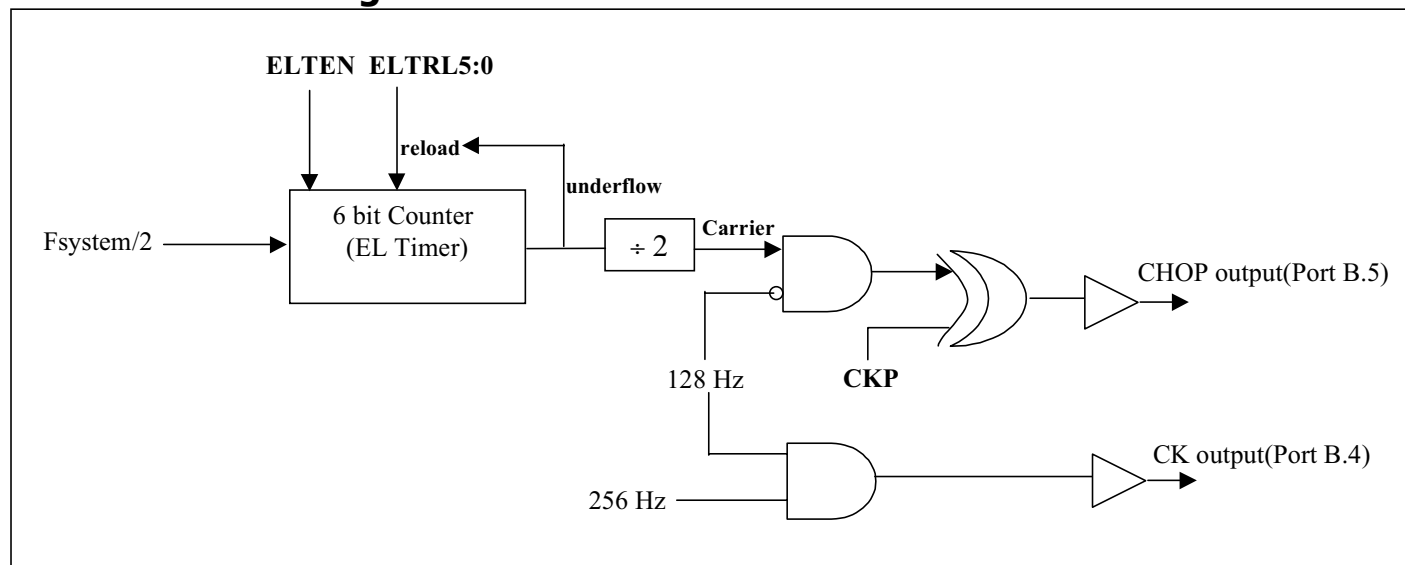 g
ELTEN ELTRL5:0
reload
underflow
6 bit Counter
(EL Timer)
Fsystem/2
÷ 2
Carrier
CHOP output(Port B.5)
128 Hz
CKP
CK output(Port B.4)
256 Hz